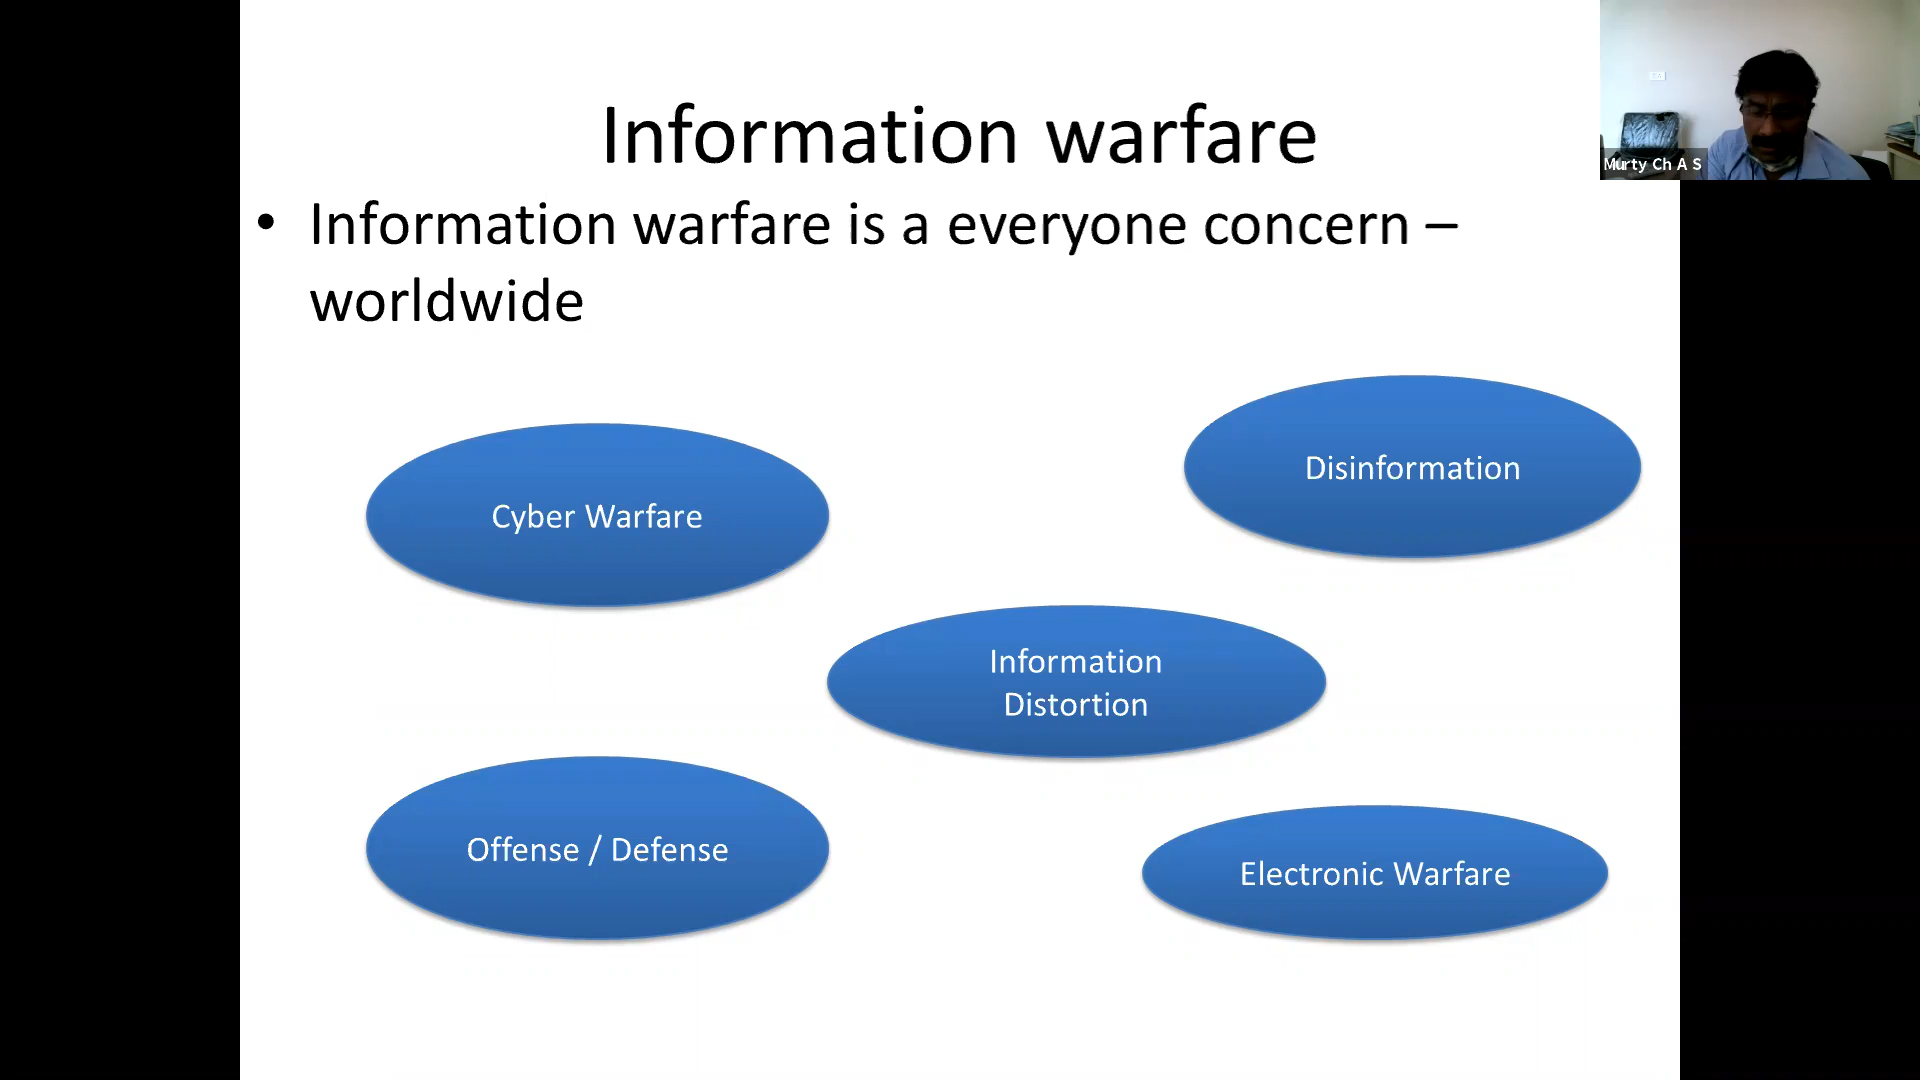 Information warfare
• Information warfare is a everyone concern –
worldwide
Murty Ch A S
Disinformation
Cyber Warfare
Information
Distortion
Offense / Defense
Electronic Warfare